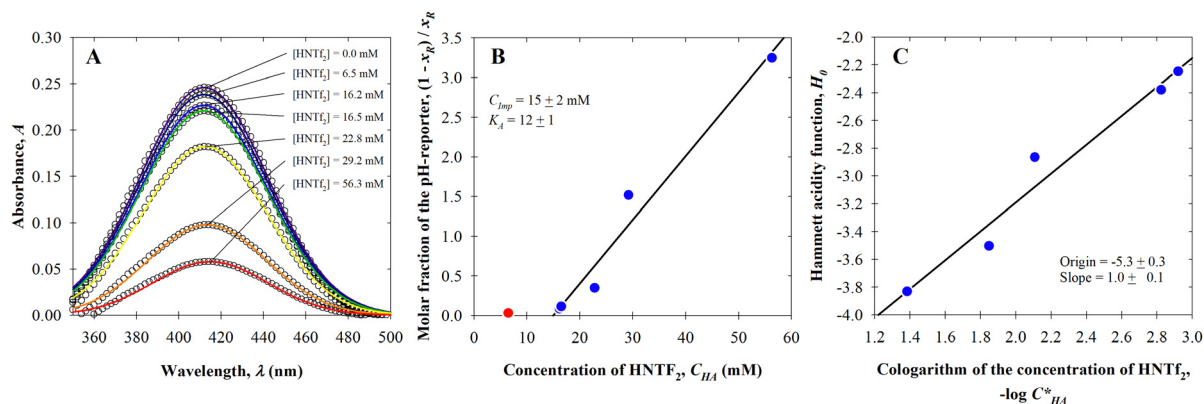 A
[HNTf2] = 0.0 mM
[HNTf2] = 6.5 mM
[HNTf2] = 16.2 mM
[HNTf2] = 16.5 mM
[HNTf2] = 22.8 mM
[HNTf2] = 29.2 mM
[HNTf2] = 56.3 mM
Absorbance, A
0.30
0.25
0.20
0.15
0.10
0.05
0.00
360 380 400 420 440 460 480 500
Wavelength, λ (nm)
B
CImp = 15 ± 2 mM
KA = 12 ± 1
Molar fraction of the pH-reporter, (1 - xR) / xR
3.5
3.0
2.5
2.0
1.5
1.0
0.5
0.0
0 10 20 30 40 50 60
Concentration of HNTF2, CHA (mM)
C
Origin = -5.3 ± 0.3
Slope = 1.0 ± 0.1
Hammett acidity function, H0
-2.0
-2.2
-2.4
-2.6
-2.8
-3.0
-3.2
-3.4
-3.6
-3.8
-4.0
1.2 1.4 1.6 1.8 2.0 2.2 2.4 2.6 2.8 3.0
Cologarithm of the concentration of HNTf2,
-log C*HA